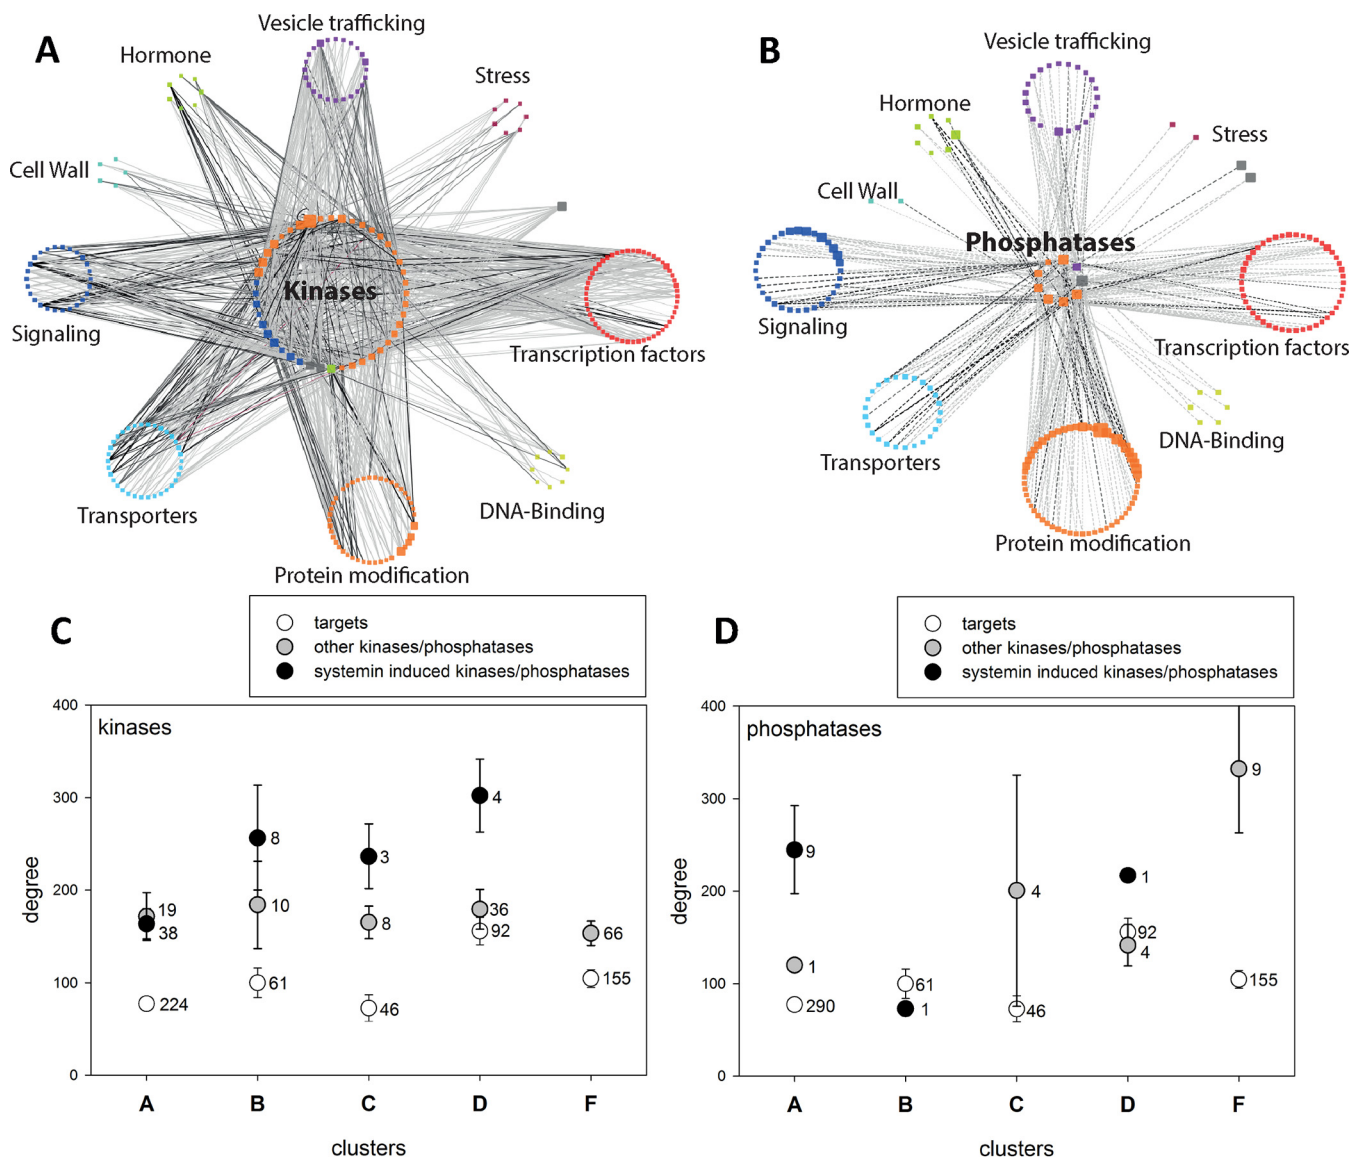 A
Vesicle trafficking
Hormone
Stress
Cell Wall
Kinases
Signaling
Transcription factors
Transporters
DNA-Binding
Protein modification
B
Vesicle trafficking
Hormone
Stress
Cell Wall
Phosphatases
Signaling
Transcription factors
Transporters
DNA-Binding
Protein modification
C
targets
other kinases/phosphatases
systemin induced kinases/phosphatases
kinases
400
300
200
100
0
degree
19
38
224
8
10
61
3
8
46
4
36
92
66
155
A B C D F
clusters
D
targets
other kinases/phosphatases
systemin induced kinases/phosphatases
phosphatases
400
300
200
100
0
degree
9
1
290
61
1
4
46
1
92
4
9
155
A B C D F
clusters